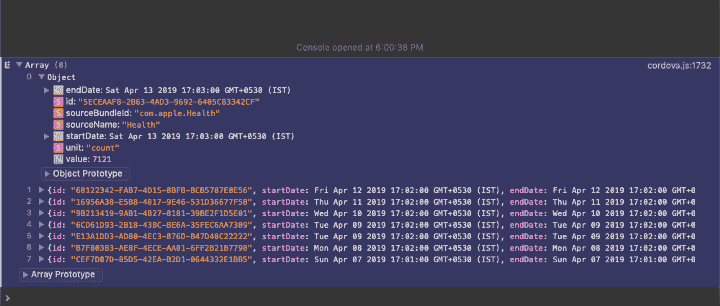 Console opened at 6:00:38 PM
E Array (8) cordova.js:1732
0 Object
endDate: Sat Apr 13 2019 17:03:00 GMT+0530 (IST)
S id: "5ECEAAF8-2B63-4AD3-9692-6405C83342CF"
S sourceBundleId: "com.apple.Health"
S sourceName: "Health"
startDate: Sat Apr 13 2019 17:03:00 GMT+0530 (IST)
S unit: "count"
N value: 7121
Object Prototype
1 {id: "68122342-FAB7-4D15-8BF8-BCB5787E0E56", startDate: Fri Apr 12 2019 17:02:00 GMT+0530 (IST), endDate: Fri Apr 12 2019 17:02:00 GMT+0
2 {id: "16956A38-E5B8-4817-9E46-531D36677F58", startDate: Thu Apr 11 2019 17:02:00 GMT+0530 (IST), endDate: Thu Apr 11 2019 17:02:00 GMT+0
3 {id: "9B213419-9AB1-4827-8181-398E2F1D5E01", startDate: Wed Apr 10 2019 17:02:00 GMT+0530 (IST), endDate: Wed Apr 10 2019 17:02:00 GMT+0
4 {id: "6CD61D93-2B18-43BC-BE6A-35FEC6AA7309", startDate: Tue Apr 09 2019 17:02:00 GMT+0530 (IST), endDate: Tue Apr 09 2019 17:02:00 GMT+0
5 {id: "E13A1DD3-AD80-4EC3-876D-B47D40C22222", startDate: Tue Apr 09 2019 17:02:00 GMT+0530 (IST), endDate: Tue Apr 09 2019 17:02:00 GMT+0
6 {id: "B7F803B3-AE8F-4ECE-AA81-6FF2B21B7798", startDate: Mon Apr 08 2019 17:02:00 GMT+0530 (IST), endDate: Mon Apr 08 2019 17:02:00 GMT+0
7 {id: "CEF7D07D-85D5-42EA-B2D1-0644332E1BB5", startDate: Sun Apr 07 2019 17:01:00 GMT+0530 (IST), endDate: Sun Apr 07 2019 17:01:00 GMT+0
Array Prototype